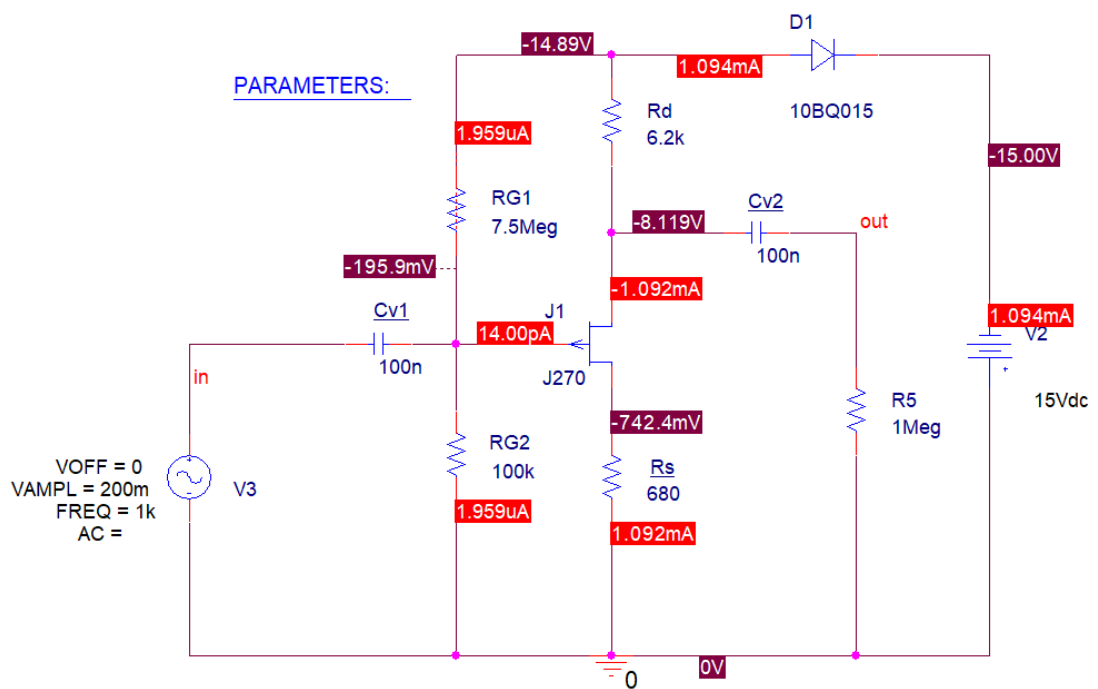 D1
-14.89V
1.094mA
PARAMETERS:
Rd
6.2k
10BQ015
1.959uA
-15.00V
RG1
7.5Meg
Cv2
-8.119V
out
100n
-195.9mV
-1.092mA
Cv1
J1
14.00pA
1.094mA
V2
100n
in
J270
R5
1Meg
15Vdc
-742.4mV
RG2
100k
Rs
680
VOFF = 0
VAMPL = 200m
FREQ = 1k
AC =
V3
1.959uA
1.092mA
0V
0